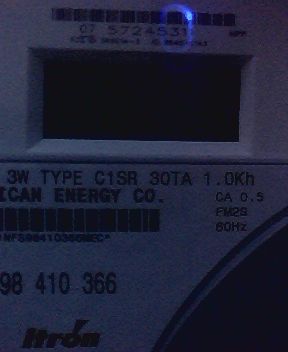 07 5724531
3W TYPE C1SR 30TA 1.0Kh
ICAN ENERGY CO.
CA 0.5
FM2S
60Hz
98 410 366
Itron